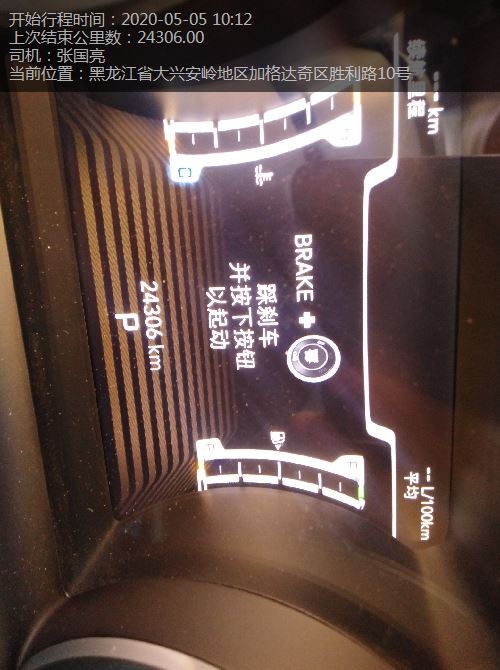 开始行程时间：2020-05-05 10:12
上次结束公里数：24306.00
司机：张国亮
当前位置：黑龙江省大兴安岭地区加格达奇区胜利路10号
--- km
C
BRAKE +
踩刹车
并按下按钮
以起动
24306 km
P
-- L/100km
平均